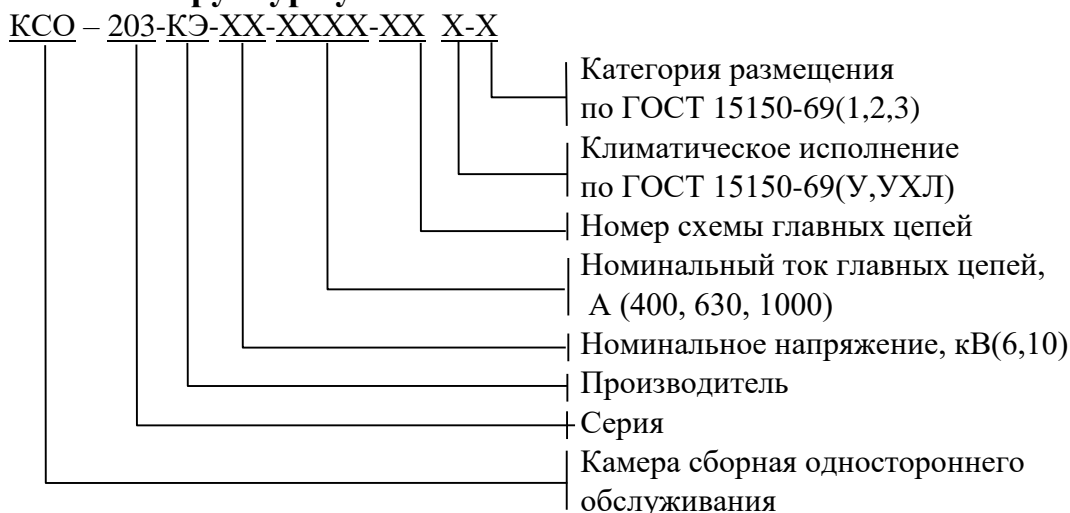 КСО – 203-КЭ-ХХ-ХХХХ-ХХ Х-Х
Категория размещения
по ГОСТ 15150-69(1,2,3)
Климатическое исполнение
по ГОСТ 15150-69(У,УХЛ)
Номер схемы главных цепей
Номинальный ток главных цепей,
А (400, 630, 1000)
Номинальное напряжение, кВ(6,10)
Производитель
Серия
Камера сборная одностороннего
обслуживания